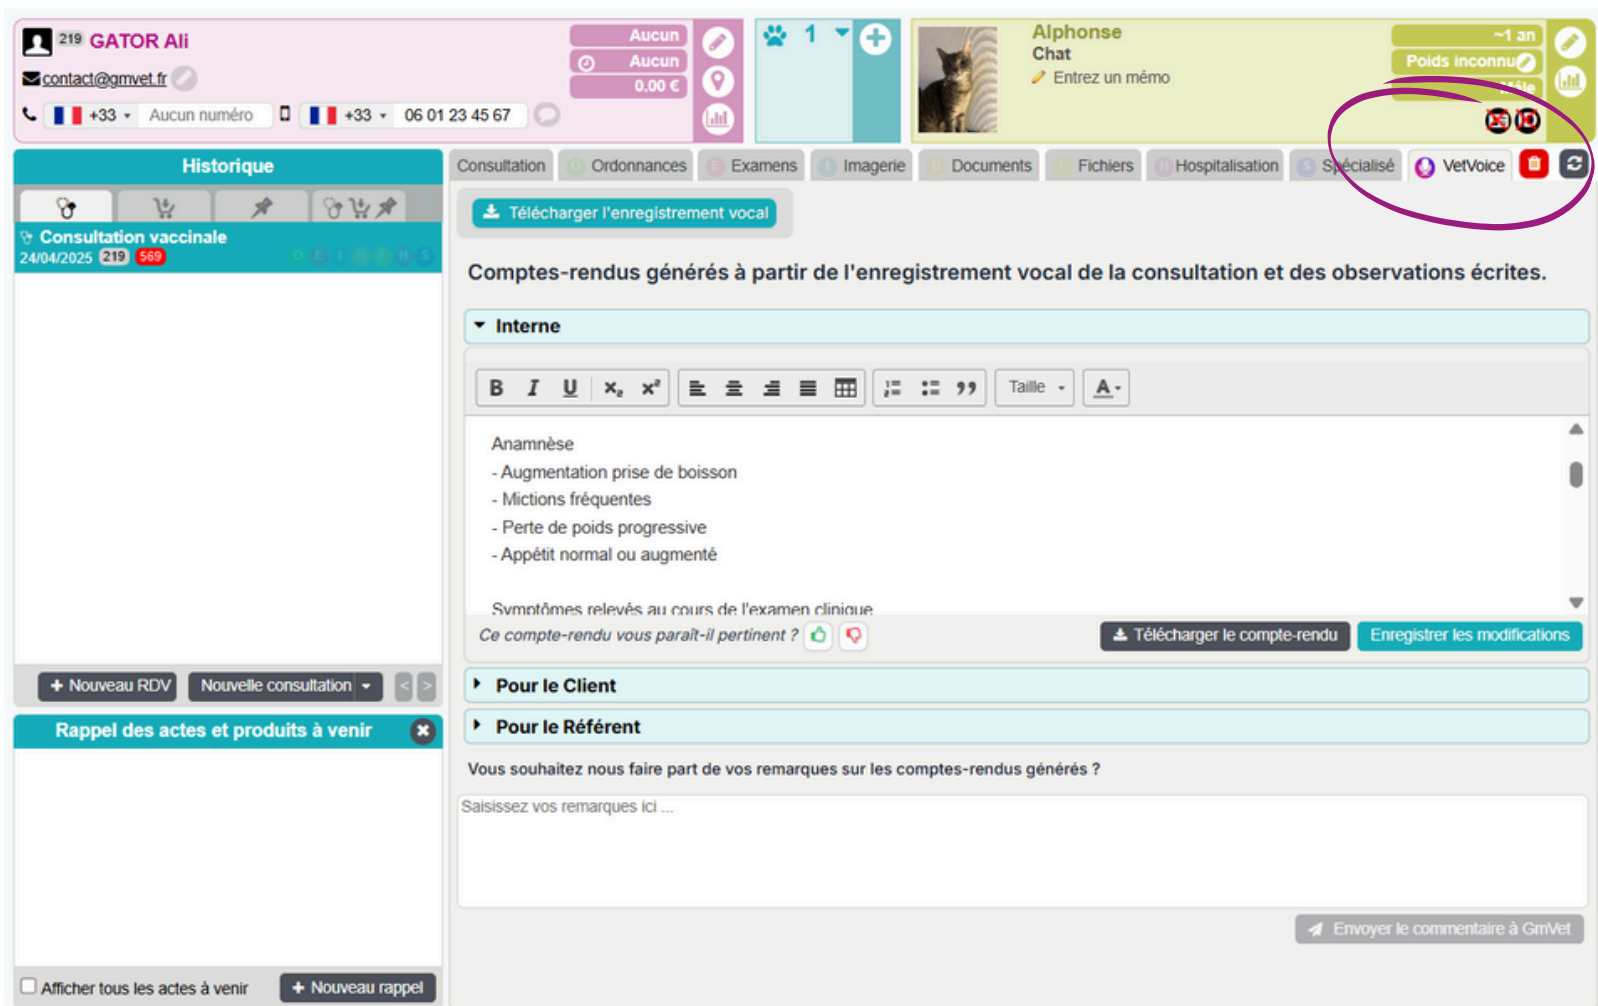 219 GATOR Ali
contact@gmvet.fr
+33 Aucun numéro +33 06 01 23 45 67
Aucun
Aucun
0.00 €
1
Alphonse
Chat
Entrez un mémo
~1 an
Poids inconnu
Mâle
Historique
Consultation vaccinale
24/04/2025 219 569
O E I D F H S
+ Nouveau RDV Nouvelle consultation < >
Rappel des actes et produits à venir
Afficher tous les actes à venir + Nouveau rappel
Consultation Ordonnances E Examens I Imagerie Documents Fichiers H Hospitalisation S Spécialisé VetVoice
Télécharger l'enregistrement vocal
Comptes-rendus générés à partir de l'enregistrement vocal de la consultation et des observations écrites.
Interne
B I U x₂ x² Taille A
Anamnèse
- Augmentation prise de boisson
- Mictions fréquentes
- Perte de poids progressive
- Appétit normal ou augmenté
Symptômes relevés au cours de l'examen clinique
Ce compte-rendu vous paraît-il pertinent ?
Télécharger le compte-rendu Enregistrer les modifications
Pour le Client
Pour le Référent
Vous souhaitez nous faire part de vos remarques sur les comptes-rendus générés ?
Saisissez vos remarques ici ...
Envoyer le commentaire à GmVet